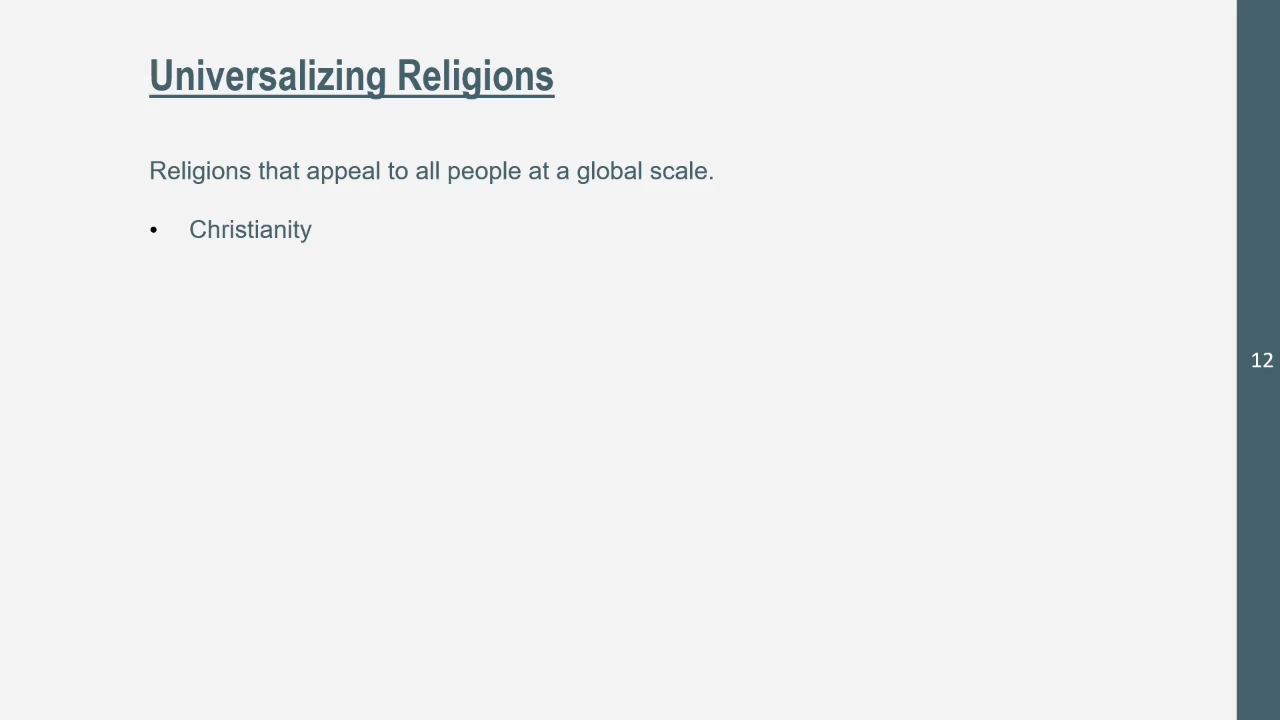 Universalizing Religions
Religions that appeal to all people at a global scale.
• Christianity
12